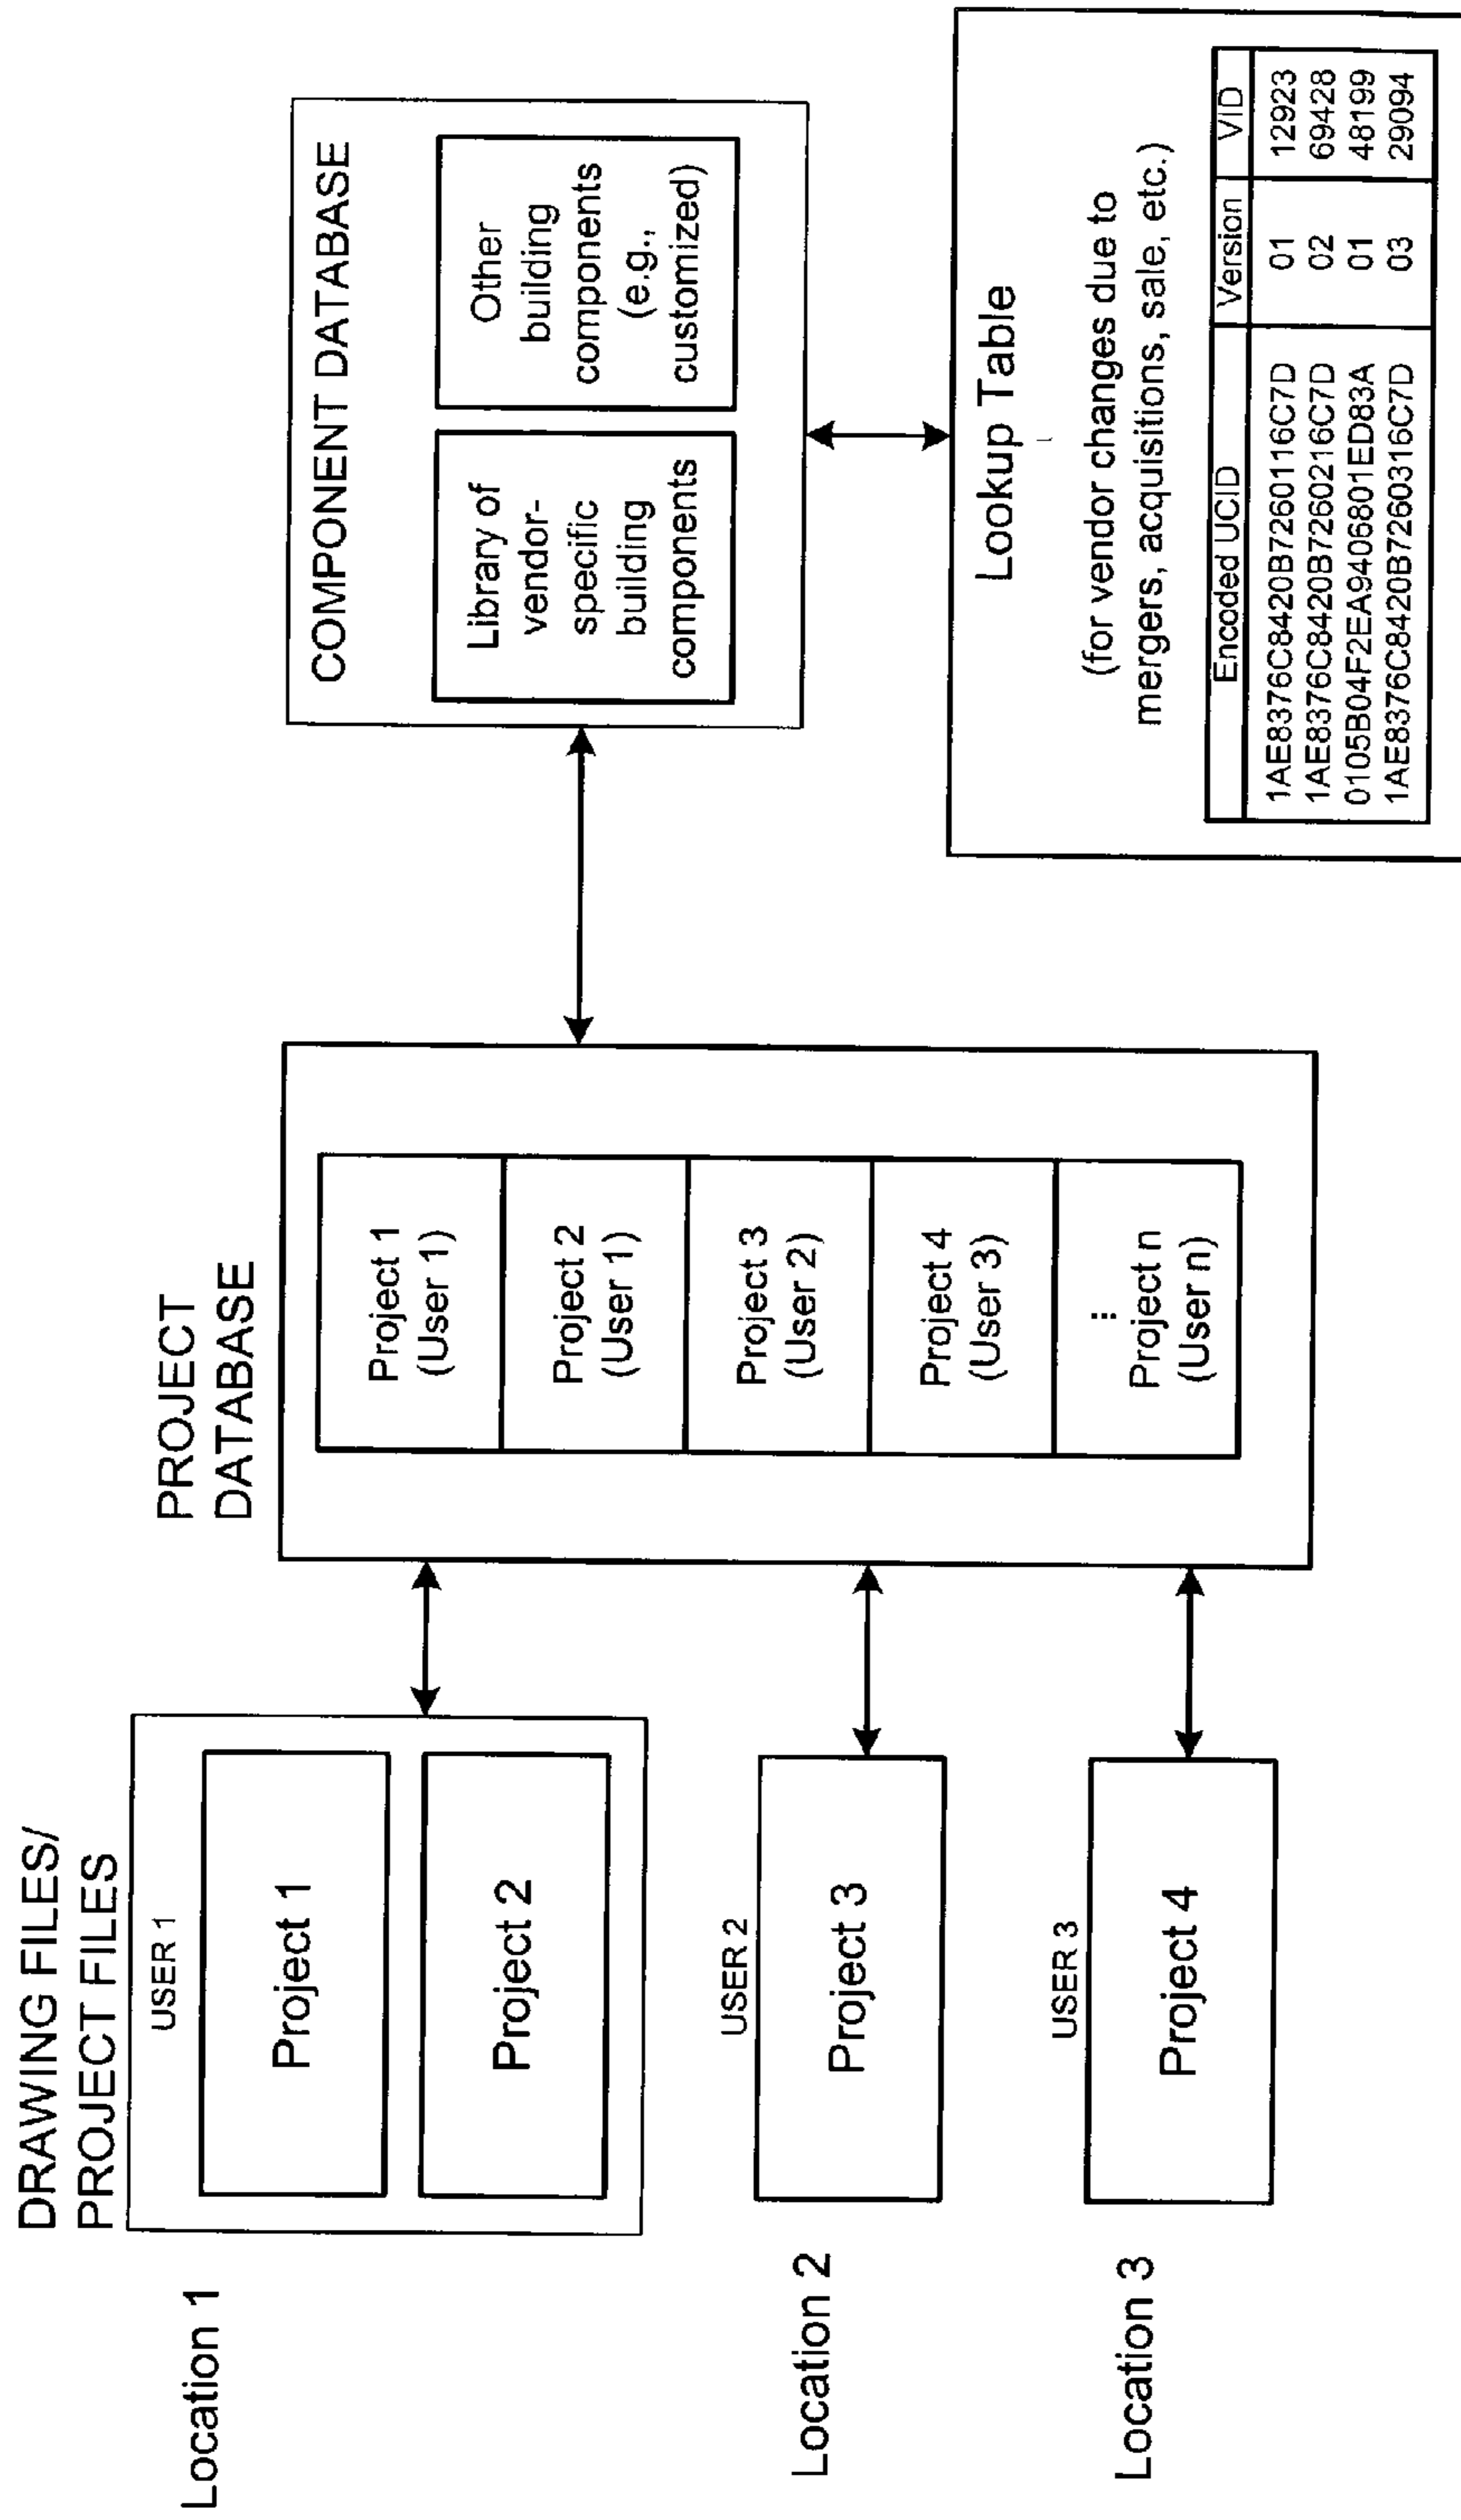 DRAWING FILES/
PROJECT FILES
Location 1
USER 1
Project 1
Project 2
Location 2
USER 2
Project 3
Location 3
USER 3
Project 4
PROJECT
DATABASE
Project 1
(User 1)
Project 2
(User 1)
Project 3
(User 2)
Project 4
(User 3)
⋮
Project n
(User n)
COMPONENT DATABASE
Library of
vendor-
specific
building
components
Other
building
components
(e.g.,
customized)
Lookup Table
(for vendor changes due to
mergers, acquisitions, sale, etc.)
Encoded UCID Version VID
1AE8376C8420B7260116C7D 01 12923
1AE8376C8420B7260216C7D 02 69428
0105B04F2EA9406801ED83A 01 48199
1AE8376C8420B7260316C7D 03 29094